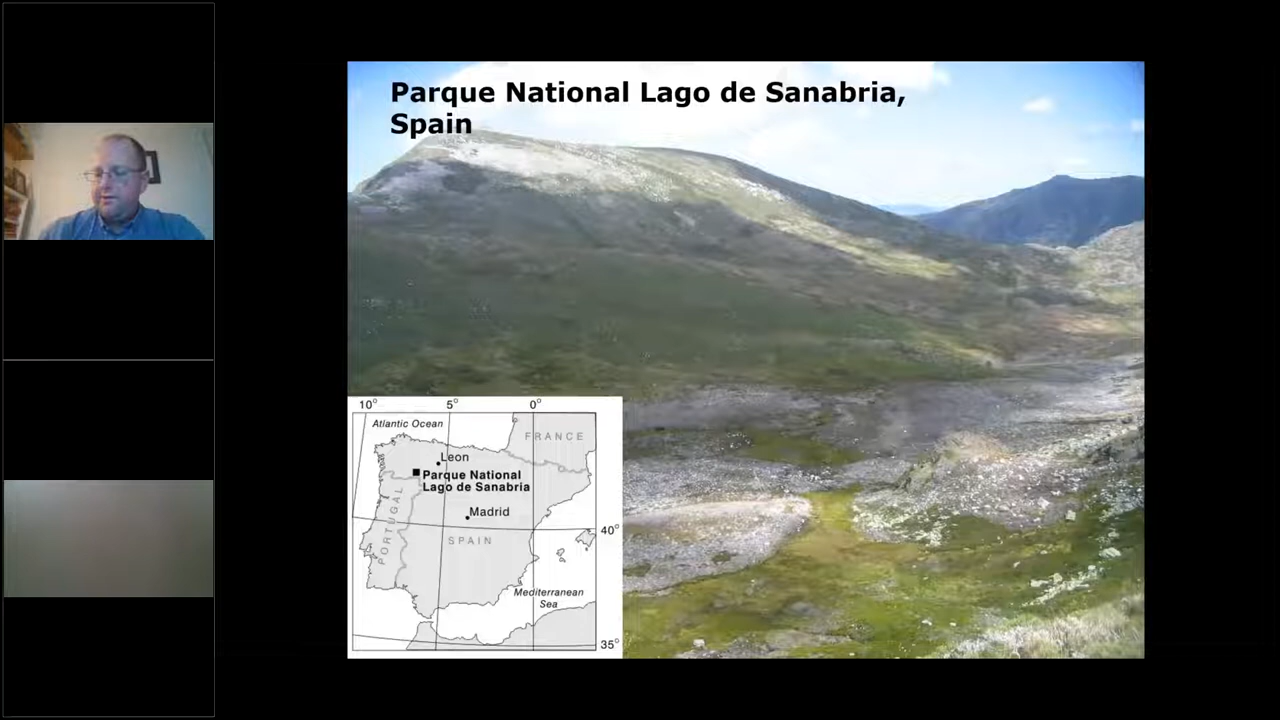 Parque National Lago de Sanabria,
Spain
10° 5° 0°
Atlantic Ocean
FRANCE
Leon
Parque National
Lago de Sanabria
PORTUGAL
Madrid
40°
SPAIN
Mediterranean
Sea
35°